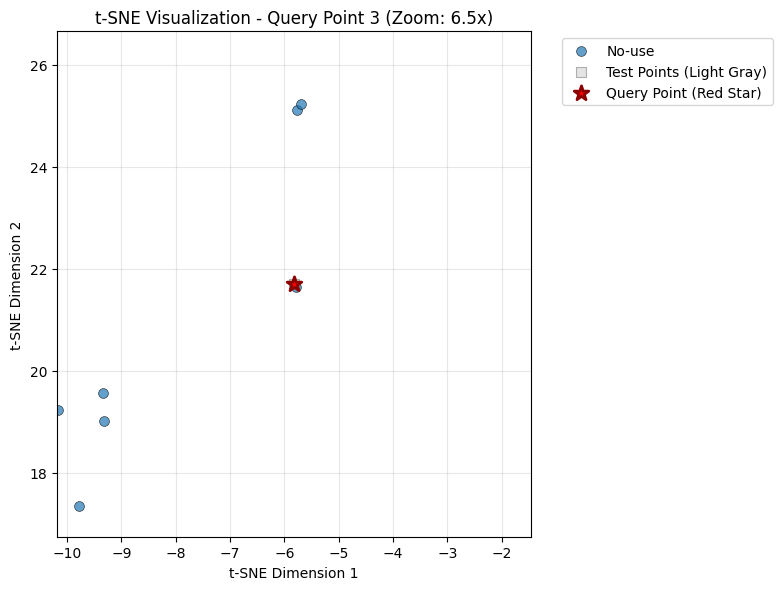 t-SNE Visualization - Query Point 3 (Zoom: 6.5x)
No-use
Test Points (Light Gray)
Query Point (Red Star)
26
24
22
20
18
t-SNE Dimension 2
−10 −9 −8 −7 −6 −5 −4 −3 −2
t-SNE Dimension 1